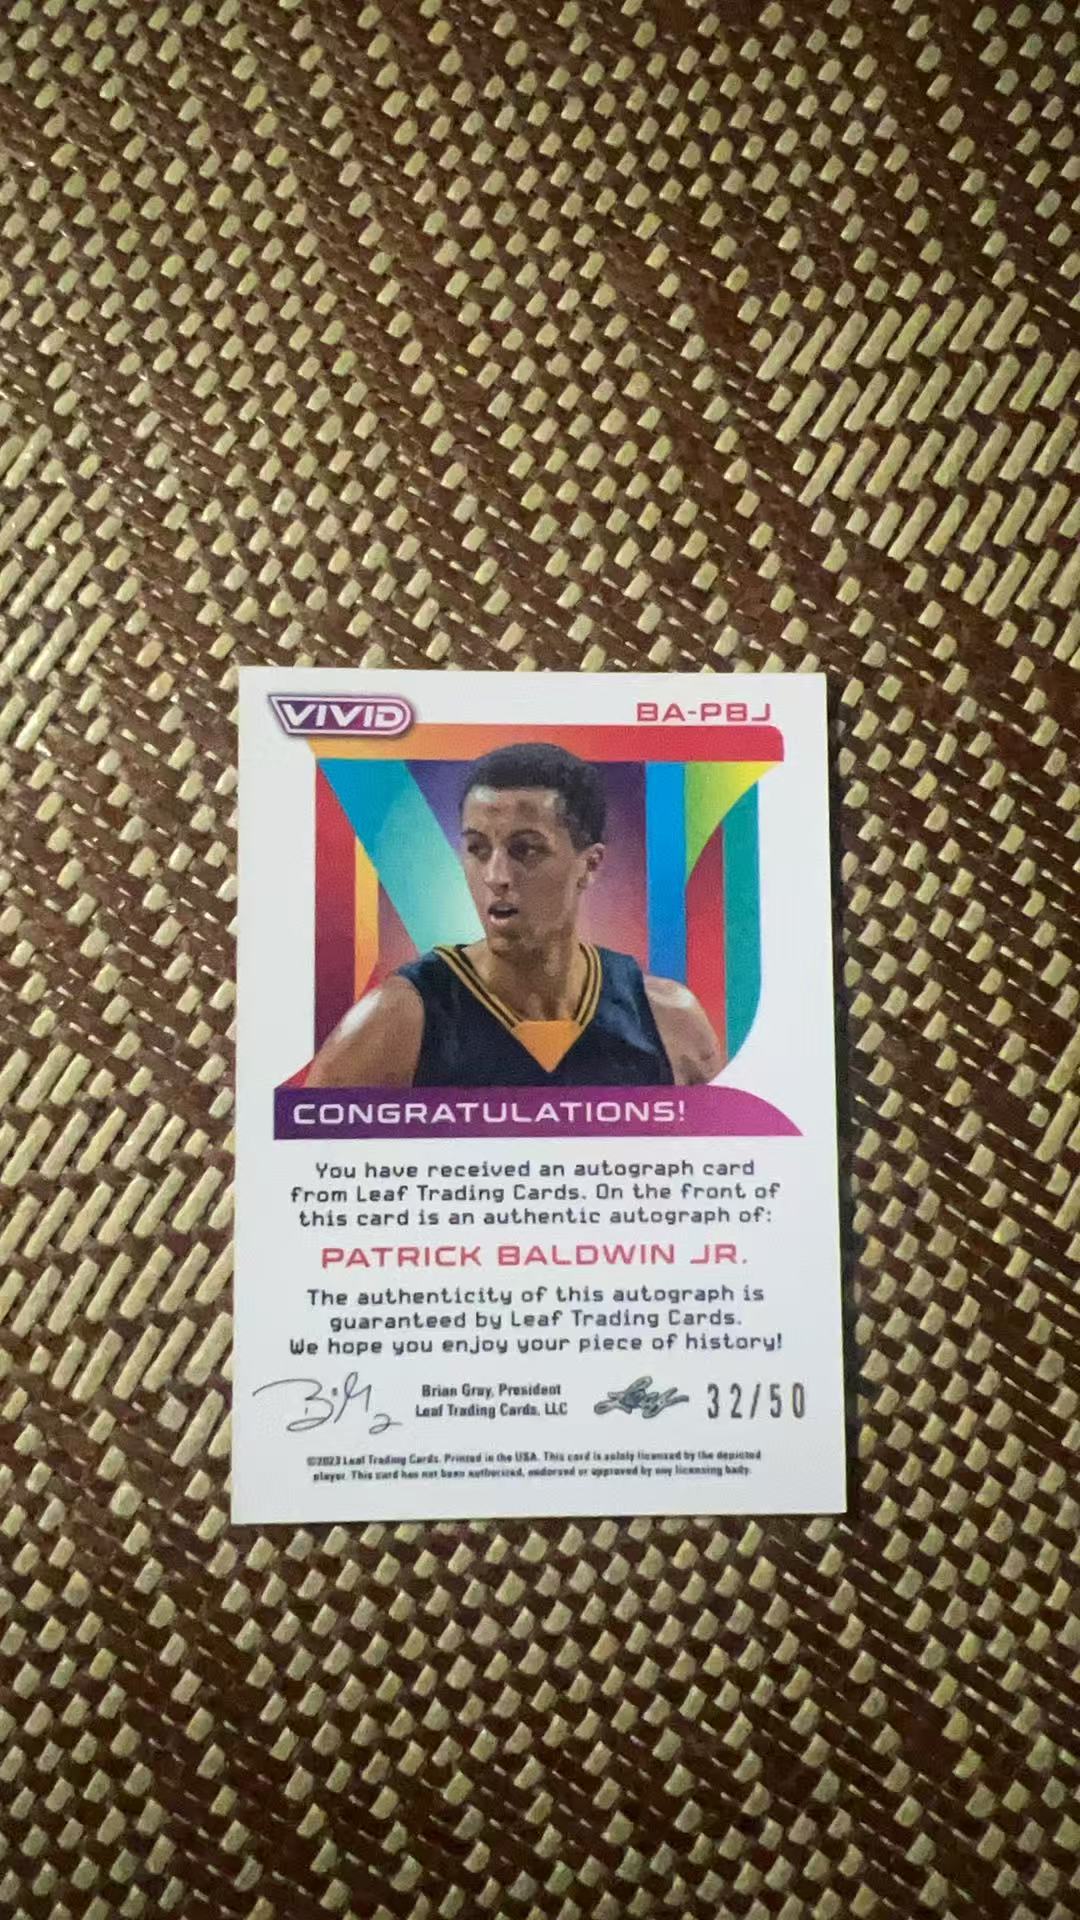 VIVID
BA-PBJ
CONGRATULATIONS!
You have received an autograph card
from Leaf Trading Cards. On the front of
this card is an authentic autograph of:
PATRICK BALDWIN JR.
The authenticity of this autograph is
guaranteed by Leaf Trading Cards.
We hope you enjoy your piece of history!
Brian Gray, President
Leaf Trading Cards, LLC
Leaf
32/50
©2023 Leaf Trading Cards. Printed in the USA. This card is solely licensed by the depicted
player. This card has not been authorized, endorsed or approved by any licensing body.